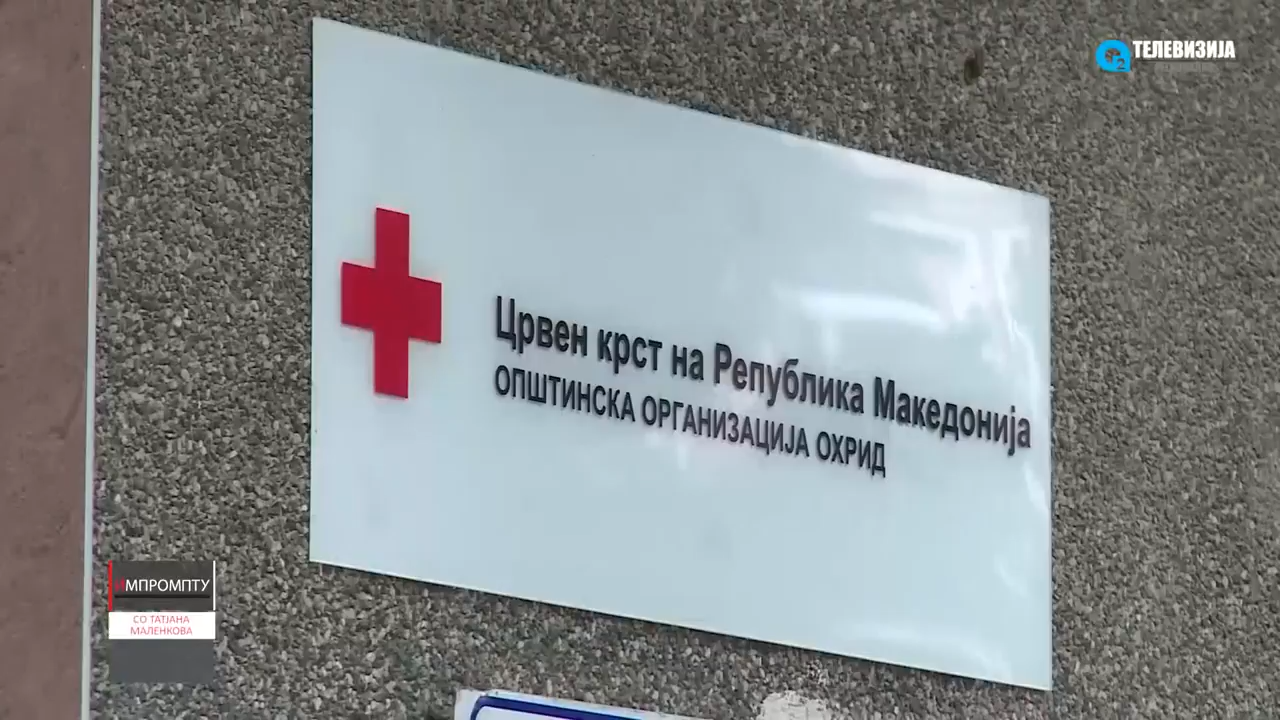 ТЕЛЕВИЗИЈА
Црвен крст на Република Македонија
ОПШТИНСКА ОРГАНИЗАЦИЈА ОХРИД
ИМПРОМПТУ
СО ТАТЈАНА
МАЛЕНКОВА